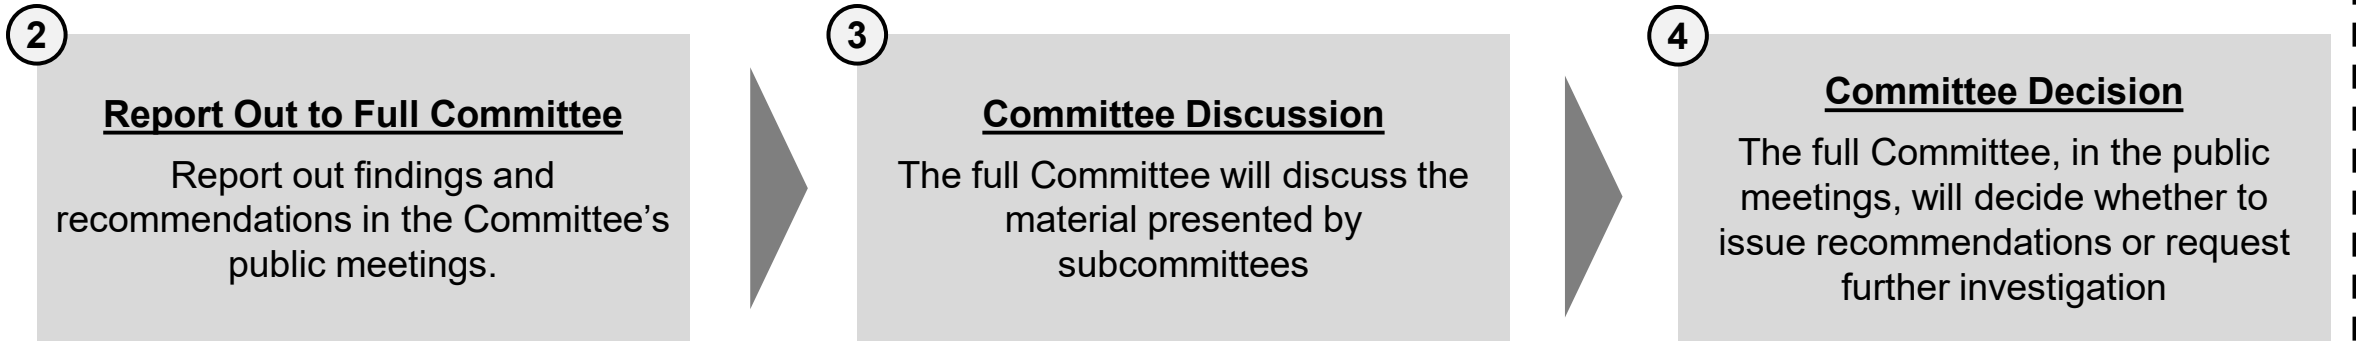 2
Report Out to Full Committee
Report out findings and
recommendations in the Committee’s
public meetings.
3
Committee Discussion
The full Committee will discuss the
material presented by
subcommittees
4
Committee Decision
The full Committee, in the public
meetings, will decide whether to
issue recommendations or request
further investigation